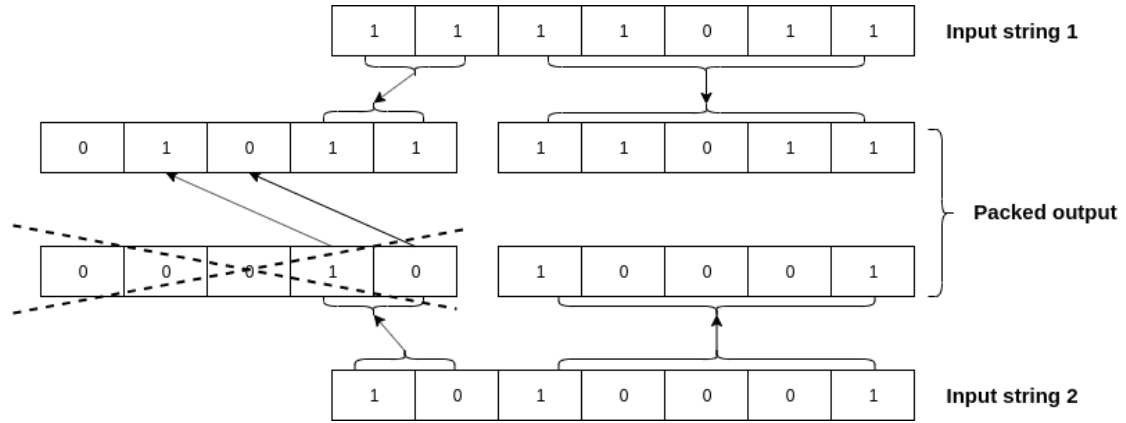 1 1 1 1 0 1 1 Input string 1
0 1 0 1 1 1 1 0 1 1
Packed output
0 0 0 1 0 1 0 0 0 1
1 0 1 0 0 0 1 Input string 2